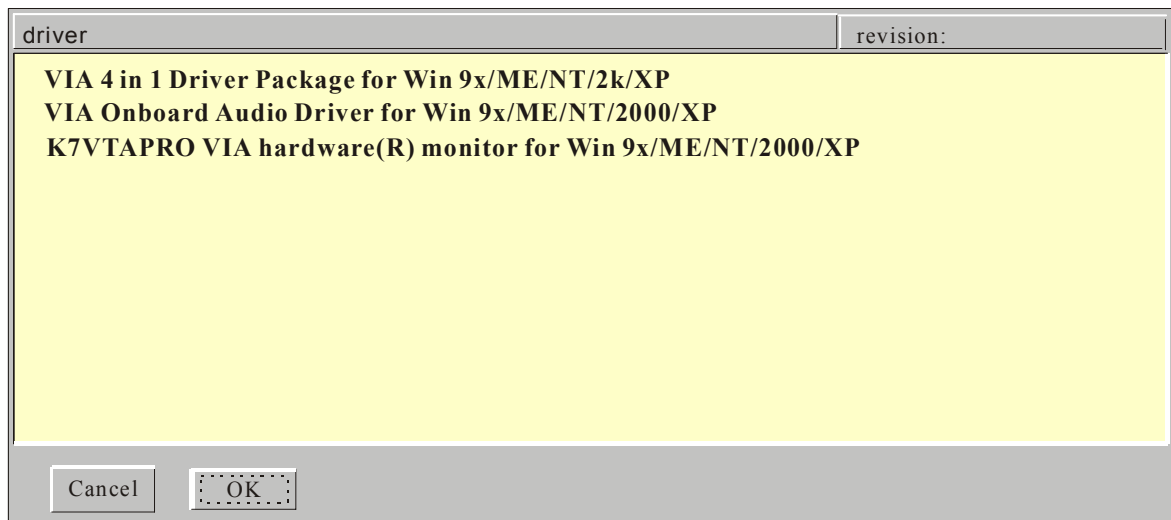 driver revision:
VIA 4 in 1 Driver Package for Win 9x/ME/NT/2k/XP
VIA Onboard Audio Driver for Win 9x/ME/NT/2000/XP
K7VTAPRO VIA hardware(R) monitor for Win 9x/ME/NT/2000/XP
Cancel OK